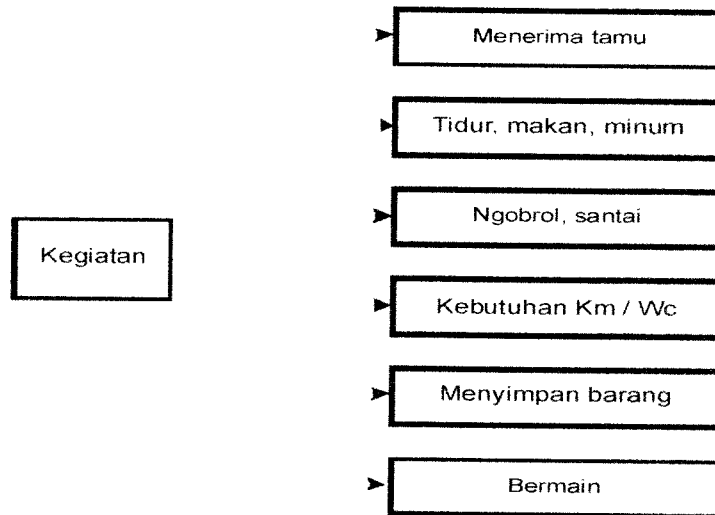 Menerima tamu
Tidur, makan, minum
Ngobrol, santai
Kegiatan
Kebutuhan Km / Wc
Menyimpan barang
Bermain